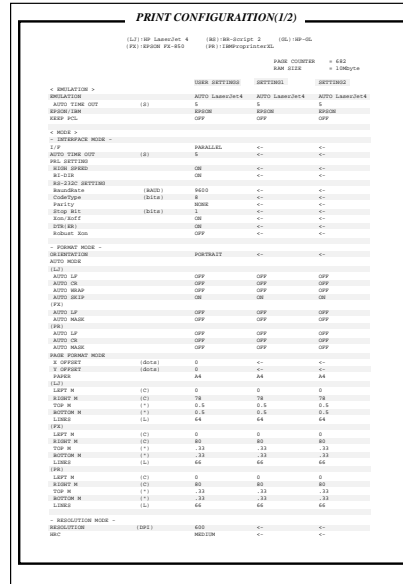 PRINT CONFIGURAITION(1/2)
(LJ):HP LaserJet 4 (BS):BR-Script 2 (GL):HP-GL
(FX):EPSON FX-850 (PR):IBMProprinterXL
PAGE COUNTER = 682
RAM SIZE = 10Mbyte
USER SETTINGS SETTING1 SETTING2
< EMULATION >
EMULATION AUTO LaserJet4 AUTO LaserJet4 AUTO LaserJet4
AUTO TIME OUT (S) 5 5 5
EPSON/IBM EPSON EPSON EPSON
KEEP PCL OFF OFF OFF
< MODE >
- INTERFACE MODE -
I/F PARALLEL <- <-
AUTO TIME OUT (S) 5 <- <-
PRL SETTING
HIGH SPEED ON <- <-
BI-DIR ON <- <-
RS-232C SETTING
BaundRate (BAUD) 9600 <- <-
CodeType (bits) 8 <- <-
Parity NONE <- <-
Stop Bit (bits) 1 <- <-
Xon/Xoff ON <- <-
DTR(ER) ON <- <-
Robust Xon OFF <- <-
- FORMAT MODE -
ORIENTATION PORTRAIT <- <-
AUTO MODE
(LJ)
AUTO LF OFF OFF OFF
AUTO CR OFF OFF OFF
AUTO WRAP OFF OFF OFF
AUTO SKIP ON ON ON
(FX)
AUTO LF OFF OFF OFF
AUTO MASK OFF OFF OFF
(PR)
AUTO LF OFF OFF OFF
AUTO CR OFF OFF OFF
AUTO MASK OFF OFF OFF
PAGE FORMAT MODE
X OFFSET (dots) 0 <- <-
Y OFFSET (dots) 0 <- <-
PAPER A4 A4 A4
(LJ)
LEFT M (C) 0 0 0
RIGHT M (C) 78 78 78
TOP M (") 0.5 0.5 0.5
BOTTOM M (") 0.5 0.5 0.5
LINES (L) 64 64 64
(FX)
LEFT M (C) 0 0 0
RIGHT M (C) 80 80 80
TOP M (") .33 .33 .33
BOTTOM M (") .33 .33 .33
LINES (L) 66 66 66
(PR)
LEFT M (C) 0 0 0
RIGHT M (C) 80 80 80
TOP M (") .33 .33 .33
BOTTOM M (") .33 .33 .33
LINES (L) 66 66 66
- RESOLUTION MODE -
RESOLUTION (DPI) 600 <- <-
HRC MEDIUM <- <-